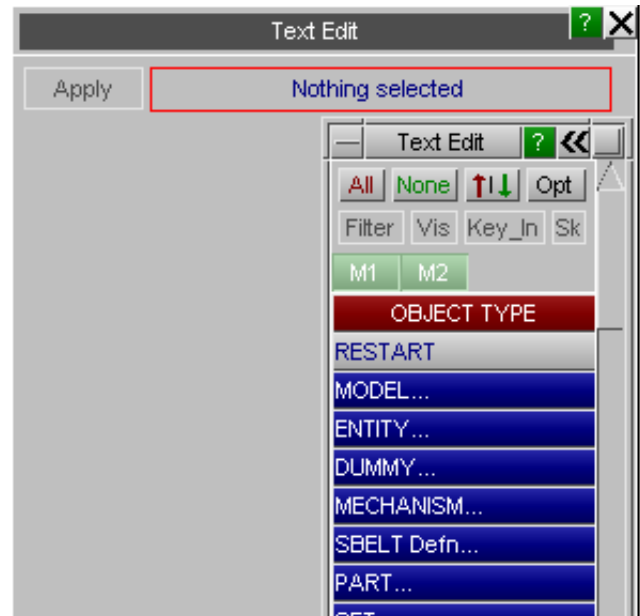 Text Edit ?
Apply Nothing selected
Text Edit ?
All None Opt
Filter Vis Key_In Sk
M1 M2
OBJECT TYPE
RESTART
MODEL...
ENTITY...
DUMMY...
MECHANISM...
SBELT Defn...
PART...